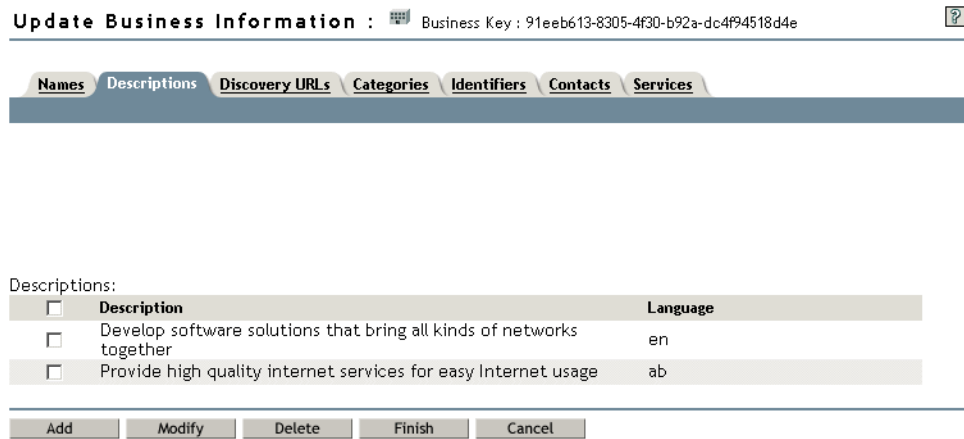 Update Business Information : Business Key : 91eeb613-8305-4f30-b92a-dc4f94518d4e ?
Names Descriptions Discovery URLs Categories Identifiers Contacts Services
Descriptions:
Description Language
Develop software solutions that bring all kinds of networks
together en
Provide high quality internet services for easy Internet usage ab
Add Modify Delete Finish Cancel